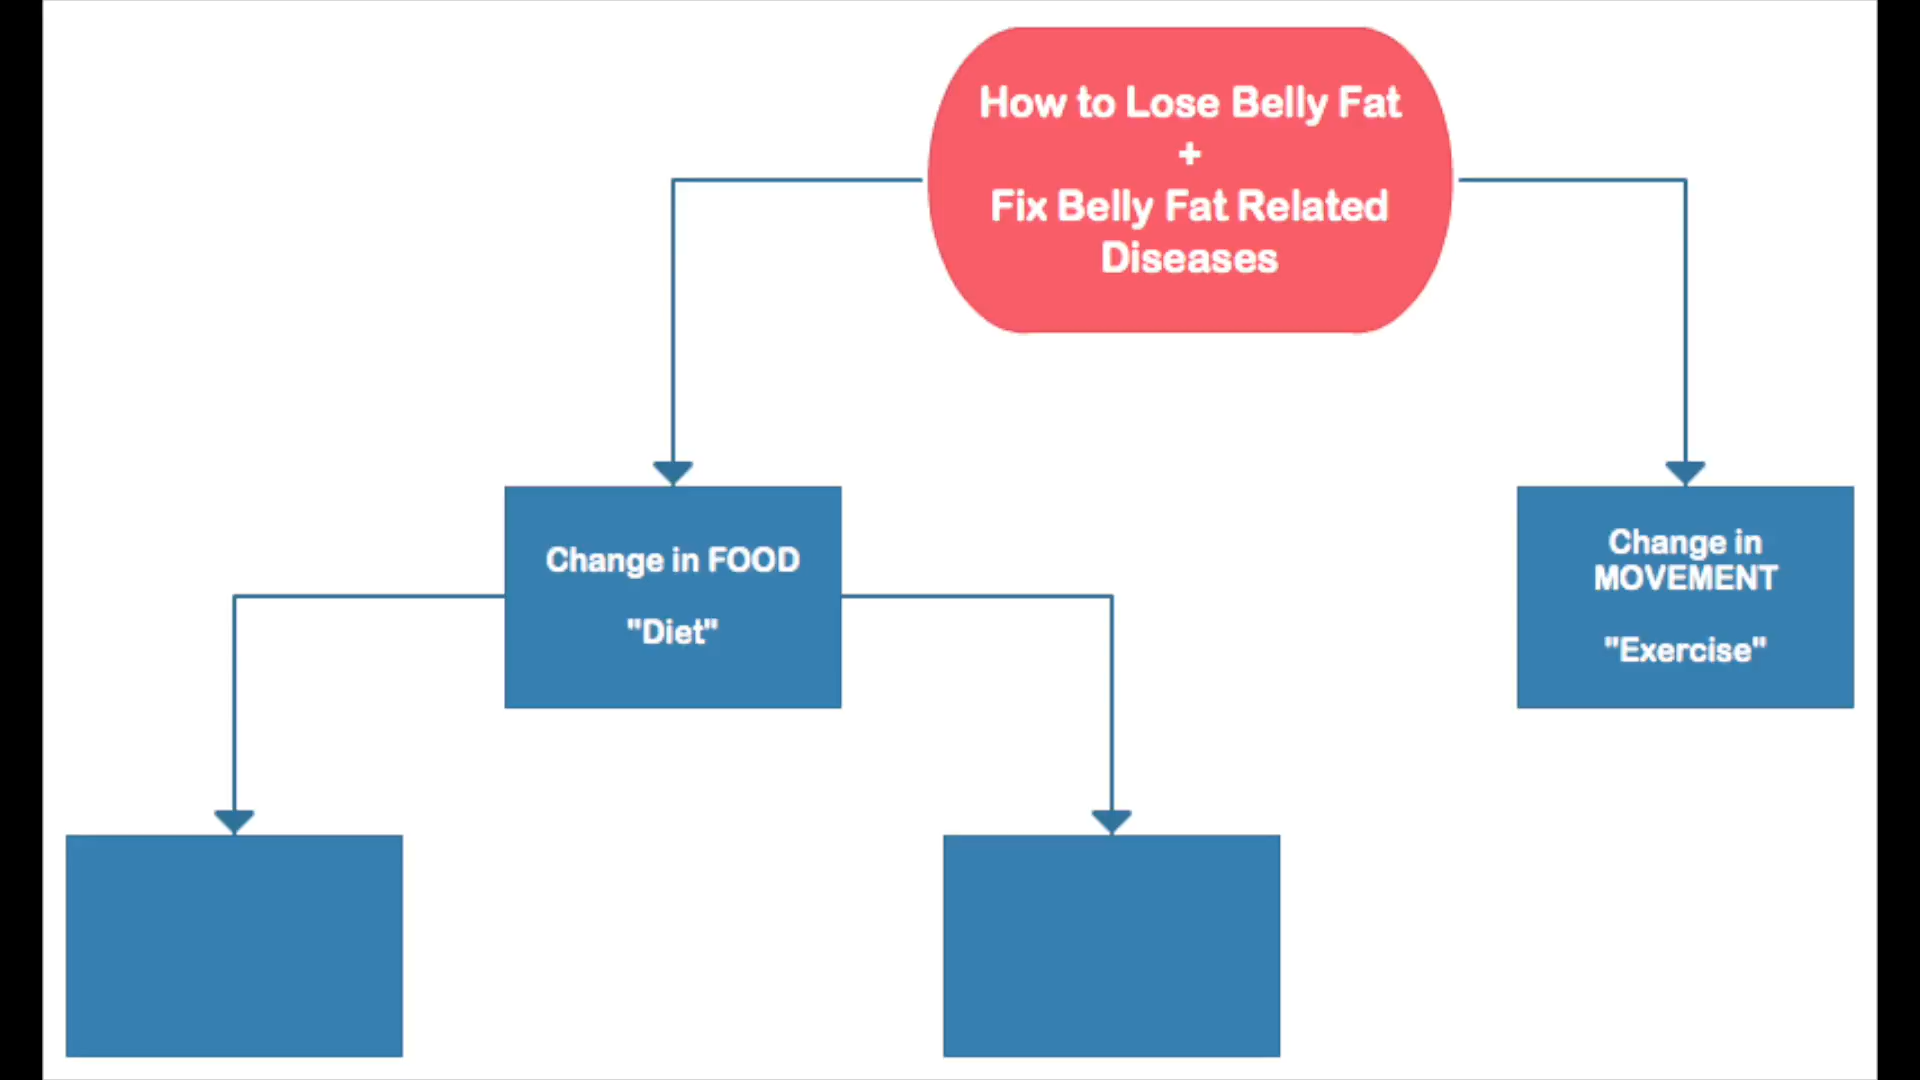 How to Lose Belly Fat
+
Fix Belly Fat Related
Diseases
Change in FOOD
"Diet"
Change in
MOVEMENT
"Exercise"